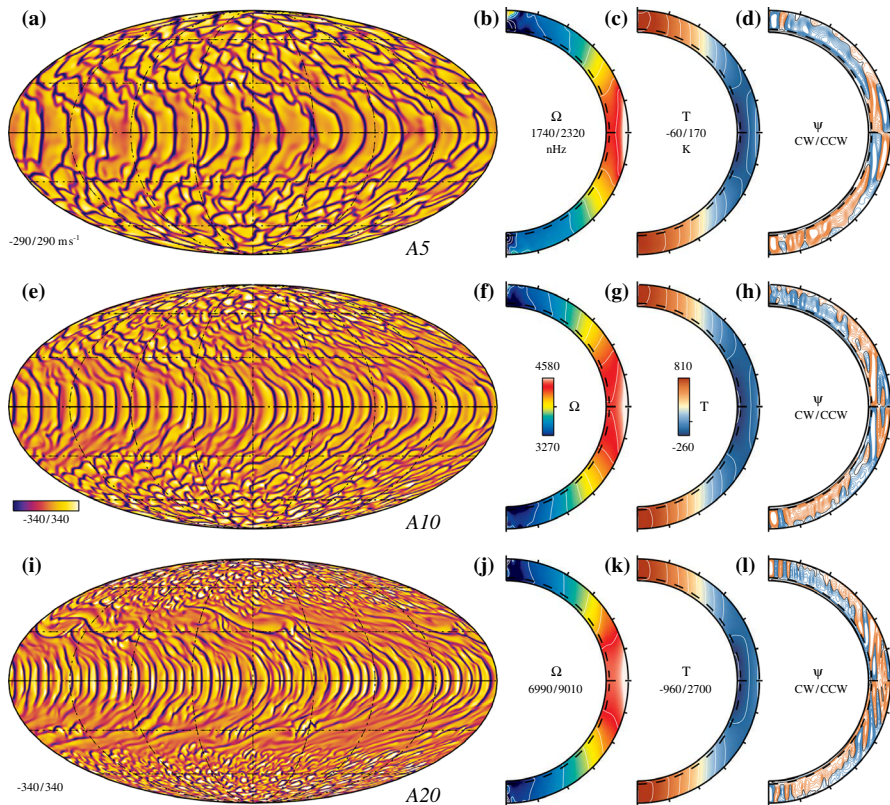 (a) (b) (c) (d)
Ω T ψ
1740/2320 -60/170 CW/CCW
nHz K
-290/290 m s⁻¹ A5
(e) (f) (g) (h)
4580 810 ψ
Ω T CW/CCW
3270 -260
-340/340 A10
(i) (j) (k) (l)
Ω T ψ
6990/9010 -960/2700 CW/CCW
-340/340 A20